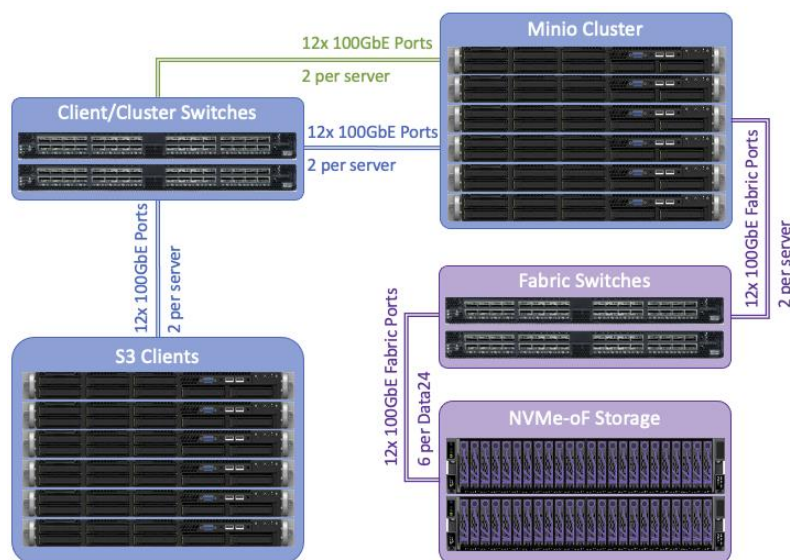 Minio Cluster
12x 100GbE Ports
2 per server
Client/Cluster Switches
12x 100GbE Ports
2 per server
12x 100GbE Fabric Ports
2 per server
12x 100GbE Ports
2 per server
Fabric Switches
12x 100GbE Fabric Ports
6 per Data24
S3 Clients
NVMe-oF Storage